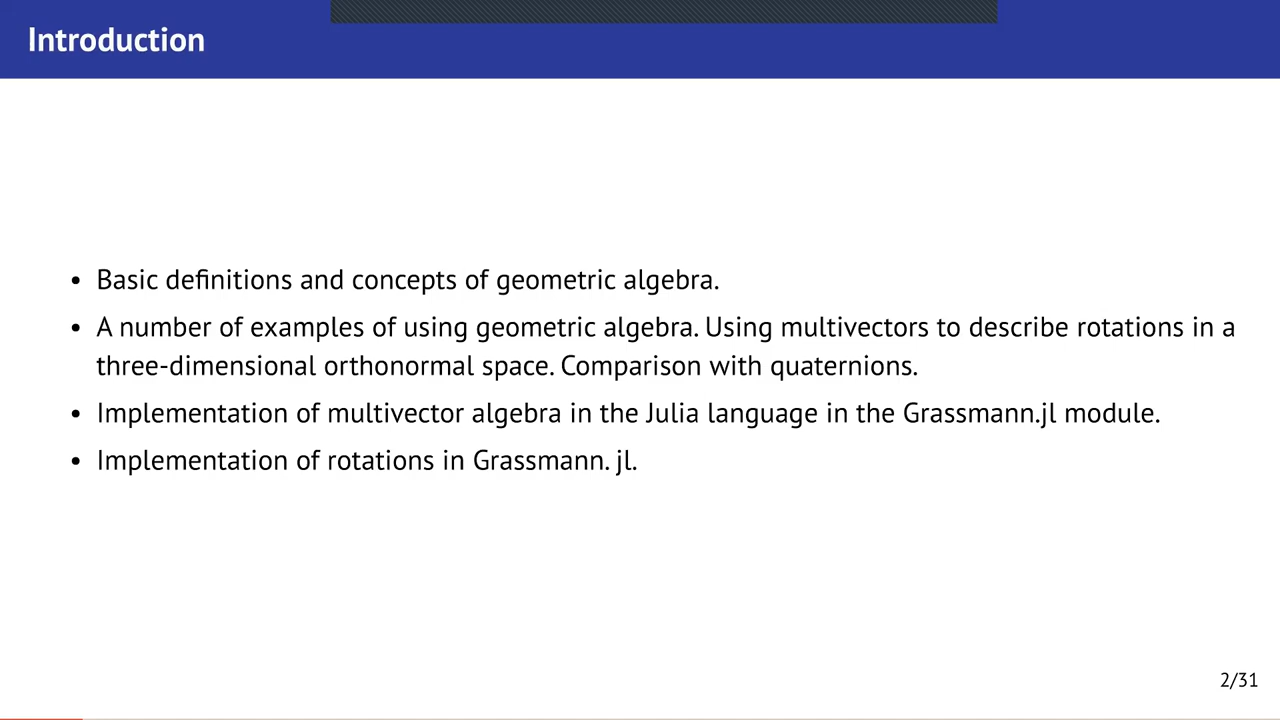 Introduction
• Basic definitions and concepts of geometric algebra.
• A number of examples of using geometric algebra. Using multivectors to describe rotations in a
three-dimensional orthonormal space. Comparison with quaternions.
• Implementation of multivector algebra in the Julia language in the Grassmann.jl module.
• Implementation of rotations in Grassmann. jl.
2/31